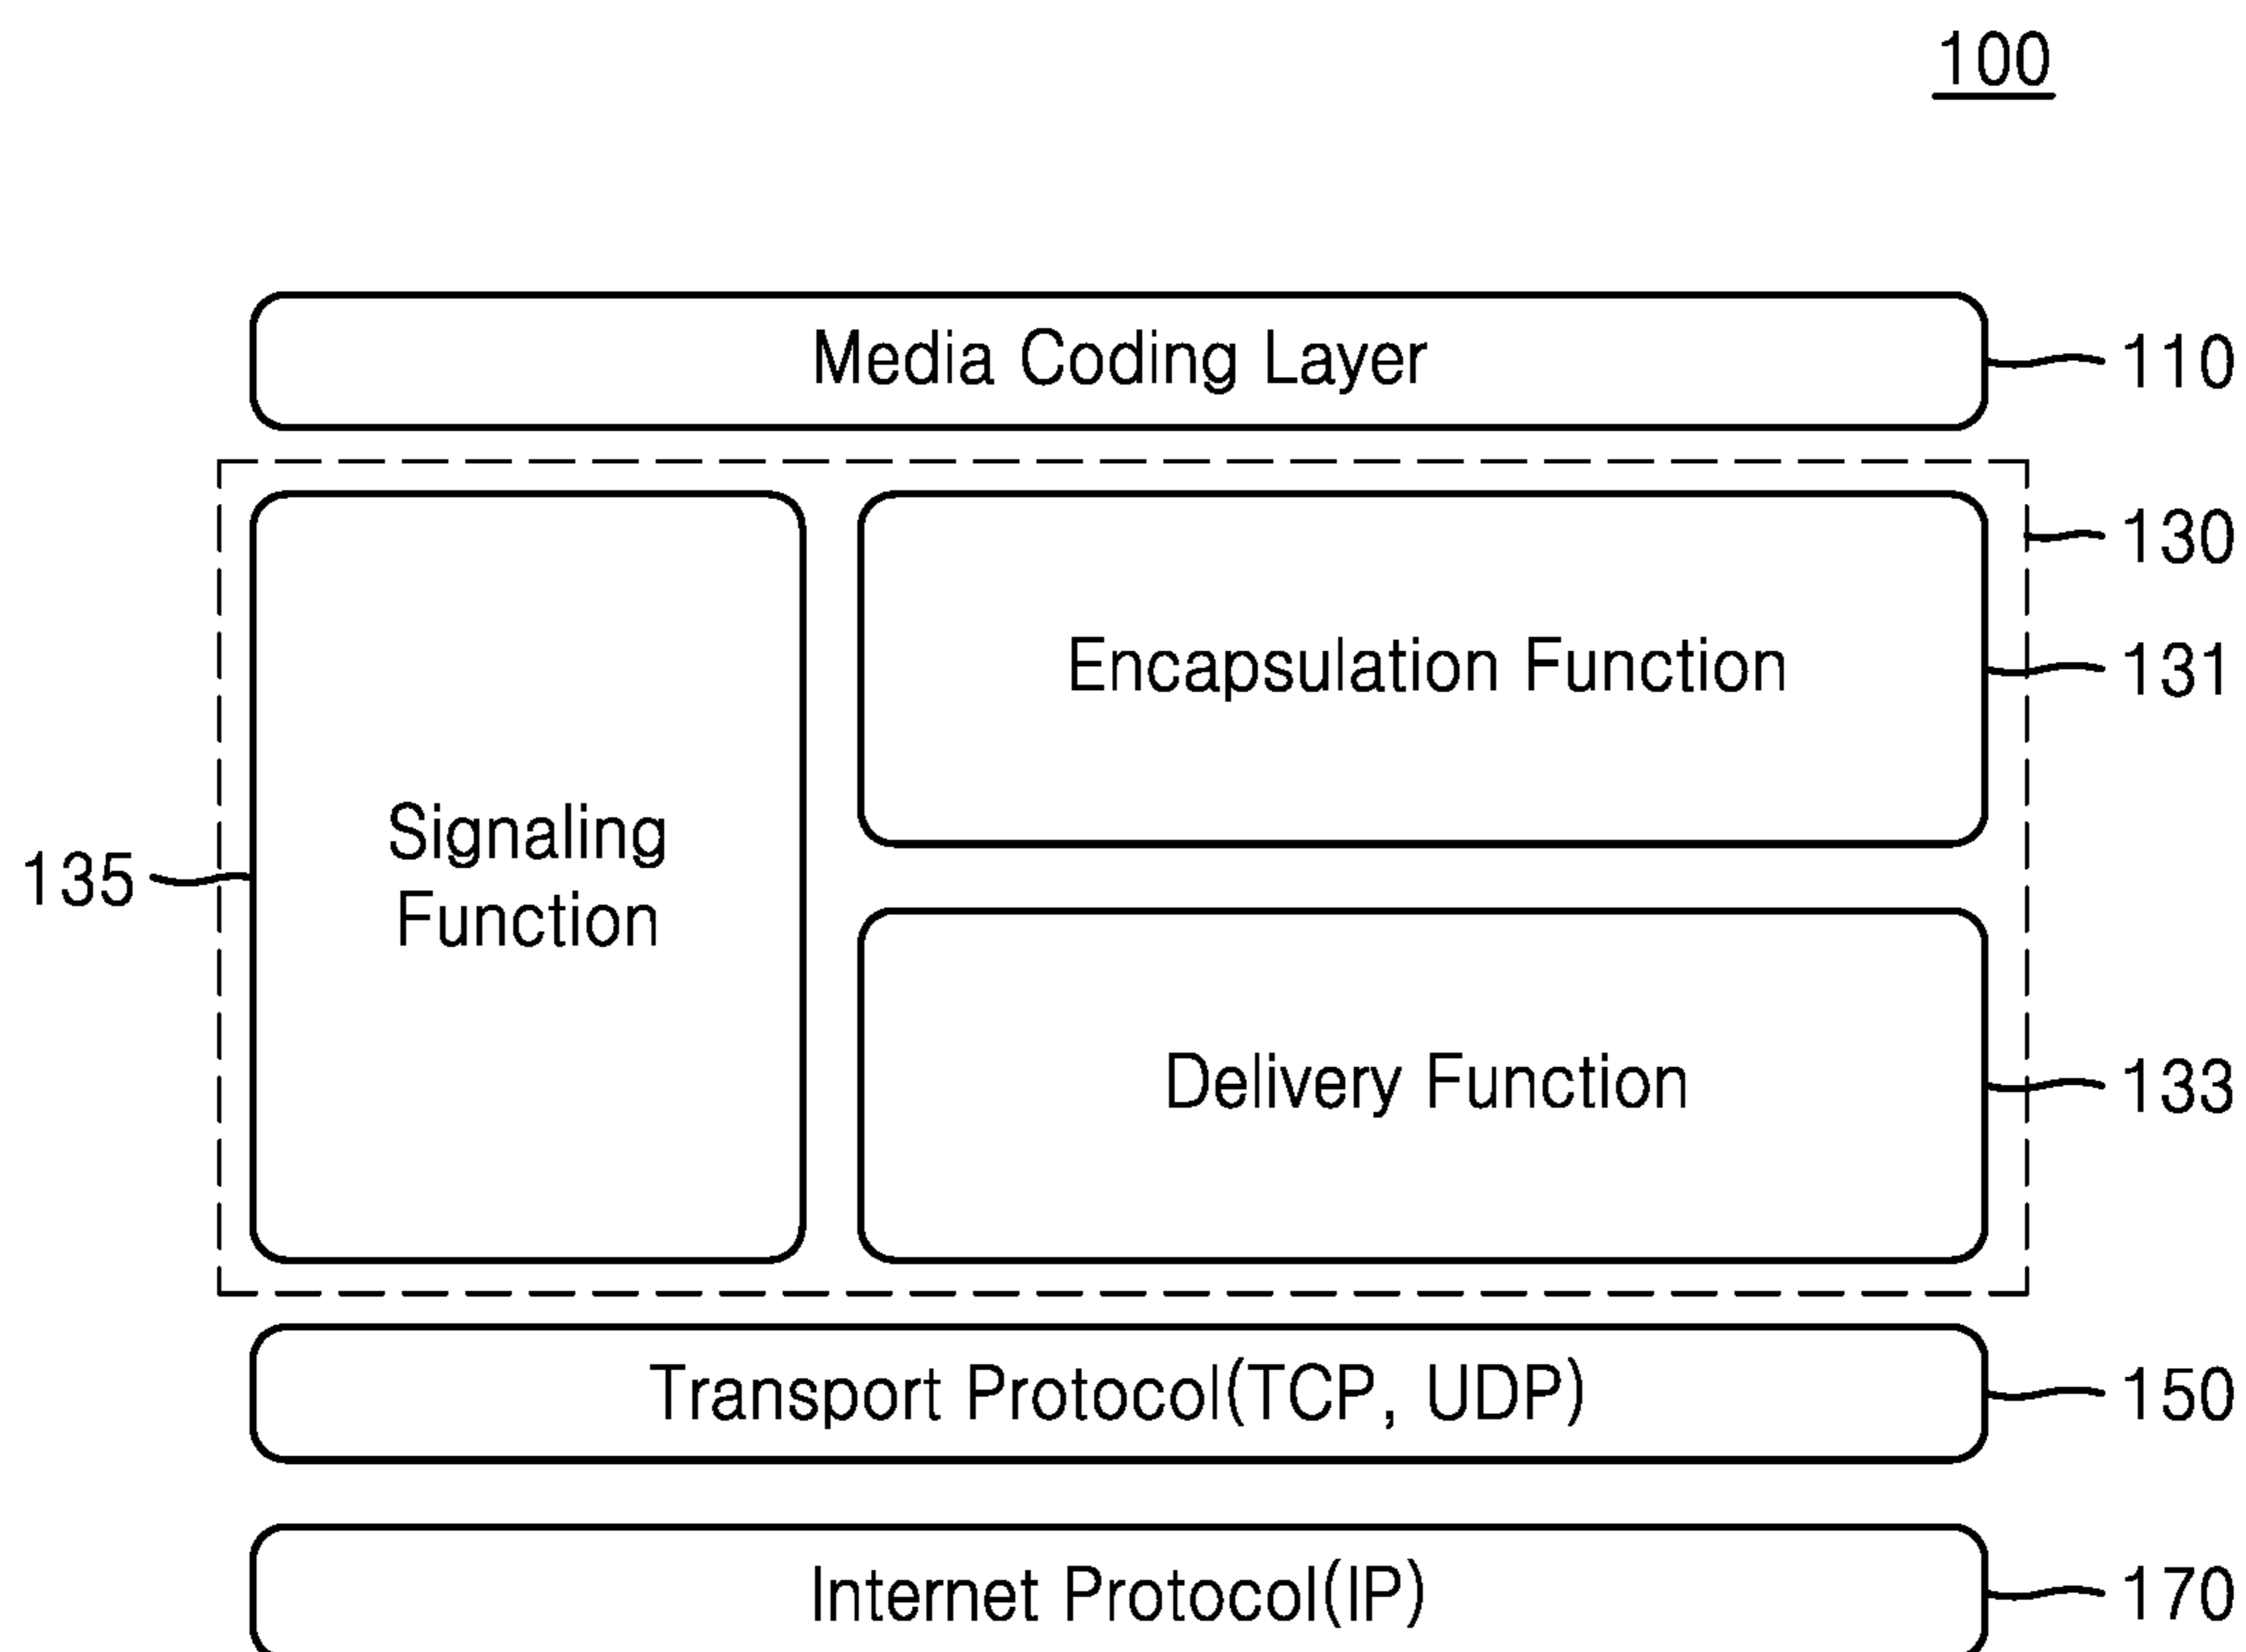 100
Media Coding Layer
110
130
Encapsulation Function
131
Signaling
Function
135
Delivery Function
133
Transport Protocol(TCP, UDP)
150
Internet Protocol(IP)
170